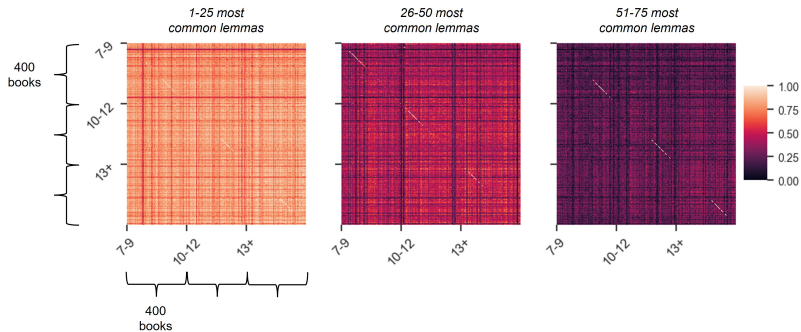 1-25 most
common lemmas
26-50 most
common lemmas
51-75 most
common lemmas
400
books
7-9
10-12
13+
7-9
10-12
13+
7-9
10-12
13+
7-9
10-12
13+
1.00
0.75
0.50
0.25
0.00
400
books